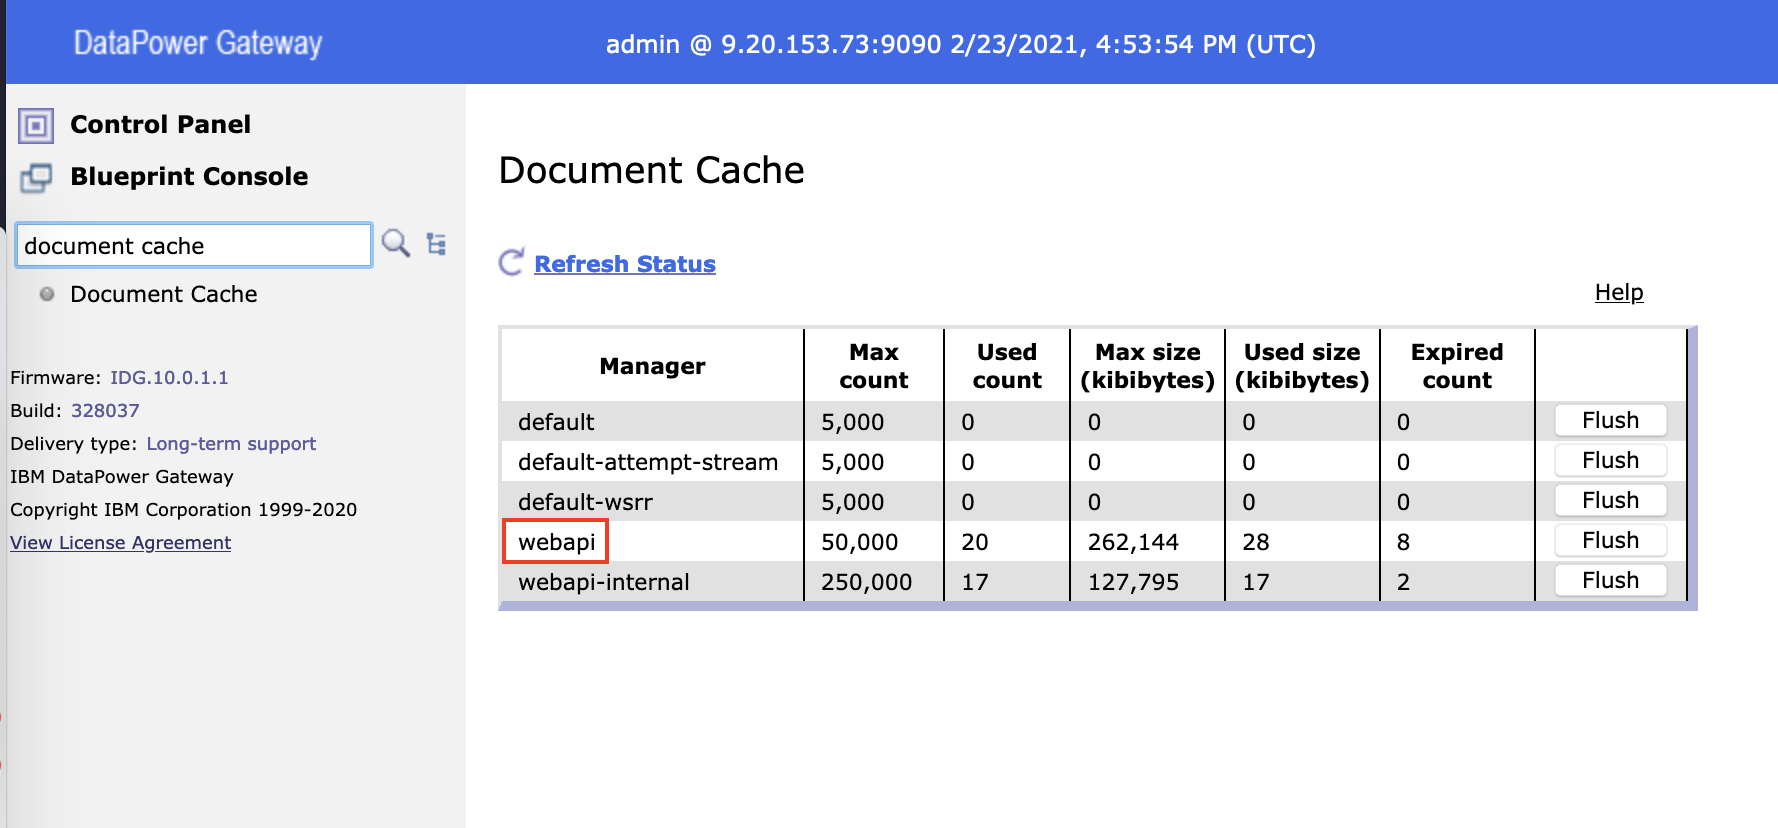 DataPower Gateway
admin @ 9.20.153.73:9090 2/23/2021, 4:53:54 PM (UTC)
Control Panel
Blueprint Console
document cache
Document Cache
Firmware: IDG.10.0.1.1
Build: 328037
Delivery type: Long-term support
IBM DataPower Gateway
Copyright IBM Corporation 1999-2020
View License Agreement
Document Cache
Refresh Status
Help
Manager Max count Used count Max size (kibibytes) Used size (kibibytes) Expired count
default 5,000 0 0 0 0 Flush
default-attempt-stream 5,000 0 0 0 0 Flush
default-wsrr 5,000 0 0 0 0 Flush
webapi 50,000 20 262,144 28 8 Flush
webapi-internal 250,000 17 127,795 17 2 Flush